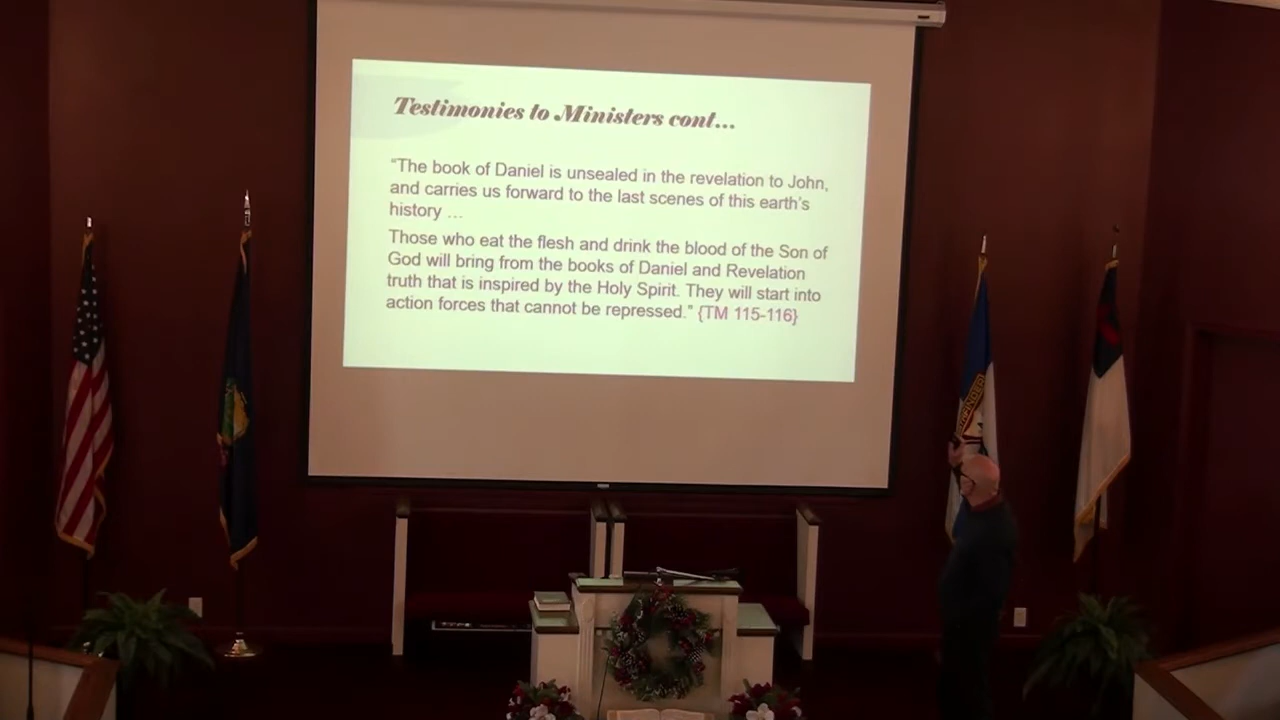 Testimonies to Ministers cont...
“The book of Daniel is unsealed in the revelation to John,
and carries us forward to the last scenes of this earth’s
history ...
Those who eat the flesh and drink the blood of the Son of
God will bring from the books of Daniel and Revelation
truth that is inspired by the Holy Spirit. They will start into
action forces that cannot be repressed.” {TM 115-116}